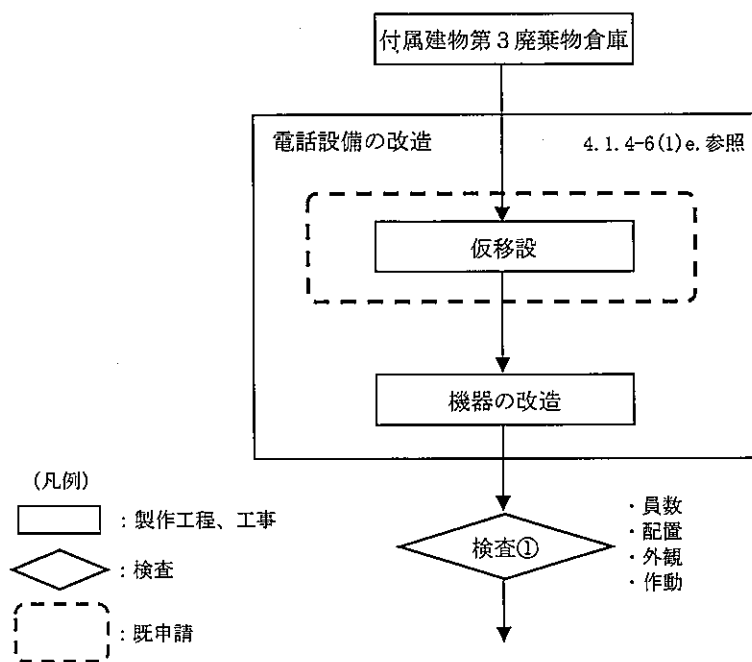 付属建物第３廃棄物倉庫
電話設備の改造
4.1.4-6(1)e.参照
仮移設
機器の改造
検査①
・員数
・配置
・外観
・作動
(凡例)
：製作工程、工事
：検査
：既申請